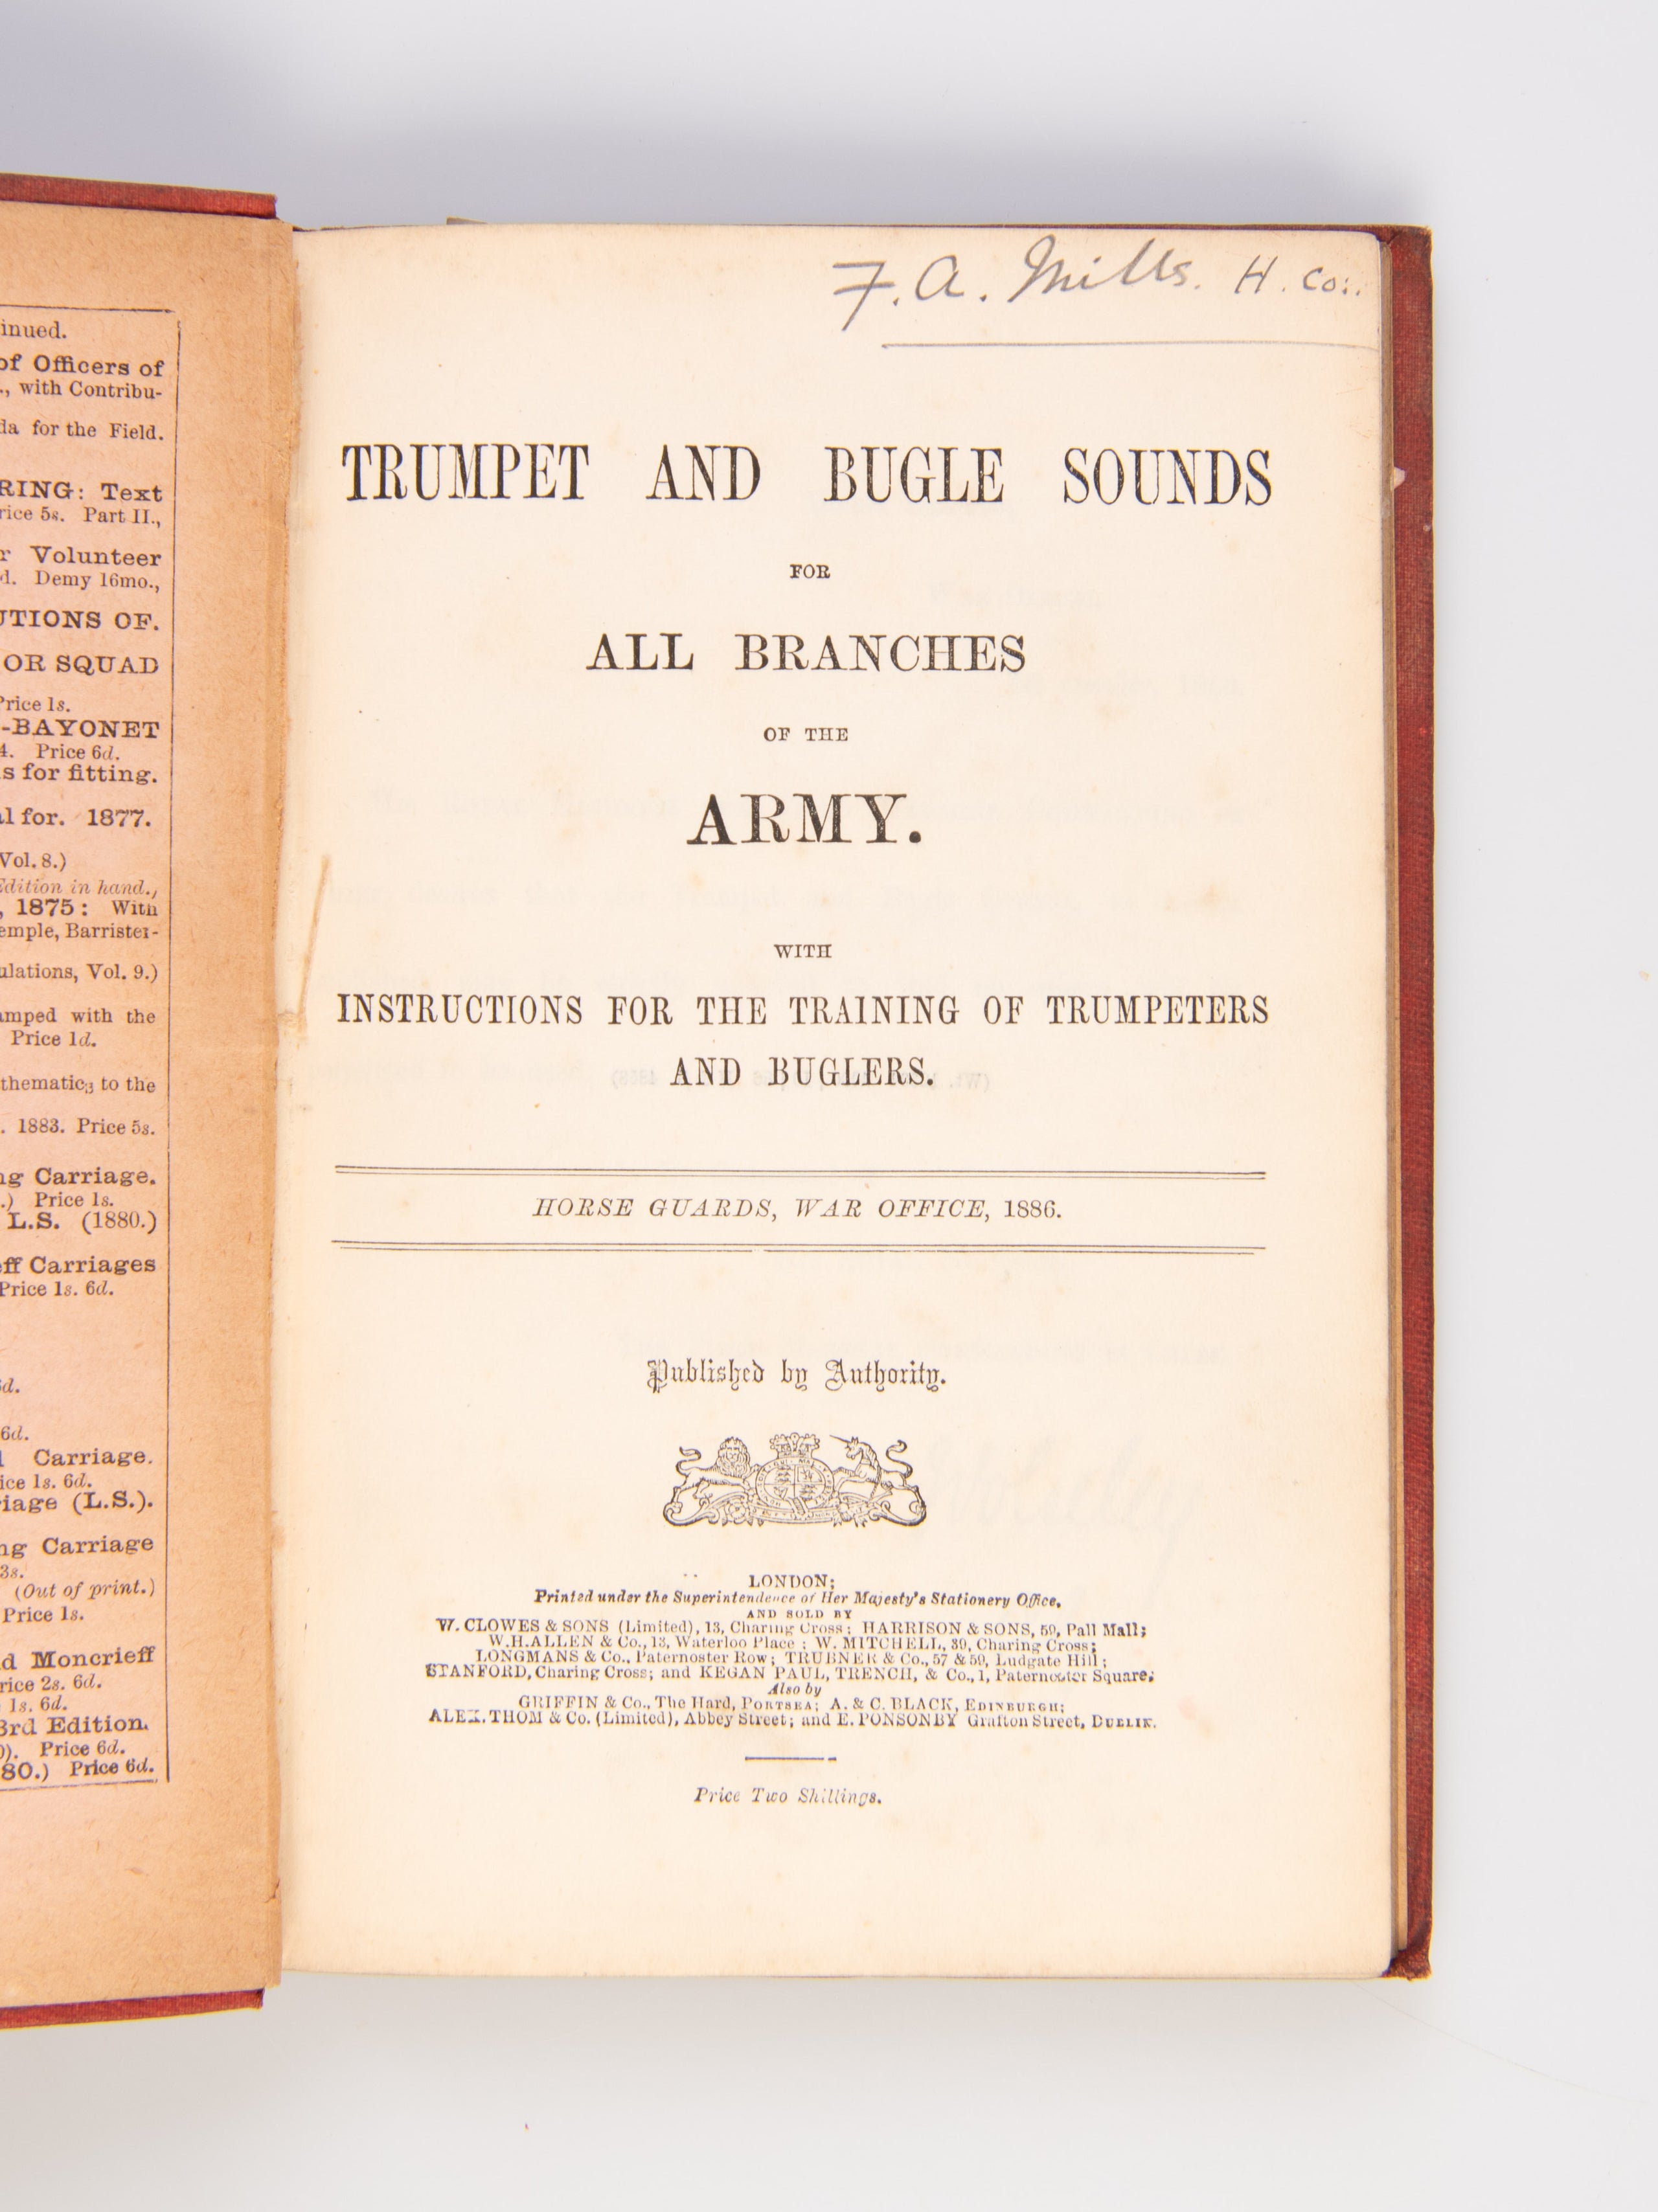 inued.
of Officers of
., with Contribu-
da for the Field.
RING: Text
rice 5s. Part II.,
r Volunteer
d. Demy 16mo.,
UTIONS OF.
OR SQUAD
Price 1s.
-BAYONET
4. Price 6d.
s for fitting.
al for. 1877.
Vol. 8.)
Edition in hand.,
, 1875: With
emple, Barrister-
ulations, Vol. 9.)
amped with the
Price 1d.
thematics to the
. 1883. Price 5s.
ng Carriage.
.) Price 1s.
L.S. (1880.)
eff Carriages
Price 1s. 6d.
6d.
6d.
l Carriage.
ice 1s. 6d.
riage (L.S.).
ng Carriage
3s.
(Out of print.)
Price 1s.
d Moncrieff
rice 2s. 6d.
1s. 6d.
3rd Edition.
0). Price 6d.
80.) Price 6d.
F. A. Mills. H. Co:.
TRUMPET AND BUGLE SOUNDS
FOR
ALL BRANCHES
OF THE
ARMY.
WITH
INSTRUCTIONS FOR THE TRAINING OF TRUMPETERS
AND BUGLERS.
HORSE GUARDS, WAR OFFICE, 1886.
Published by Authority.
LONDON:
Printed under the Superintendence of Her Majesty's Stationery Office,
AND SOLD BY
W. CLOWES & SONS (Limited), 13, Charing Cross; HARRISON & SONS, 59, Pall Mall;
W.H.ALLEN & Co., 13, Waterloo Place; W. MITCHELL, 39, Charing Cross;
LONGMANS & Co., Paternoster Row; TRUBNER & Co., 57 & 59, Ludgate Hill;
STANFORD, Charing Cross; and KEGAN PAUL, TRENCH, & Co., 1, Paternoster Square;
Also by
GRIFFIN & Co., The Hard, PORTSEA; A. & C. BLACK, EDINBURGH;
ALEX. THOM & Co. (Limited), Abbey Street; and E. PONSONBY Grafton Street, DUBLIN.
Price Two Shillings.